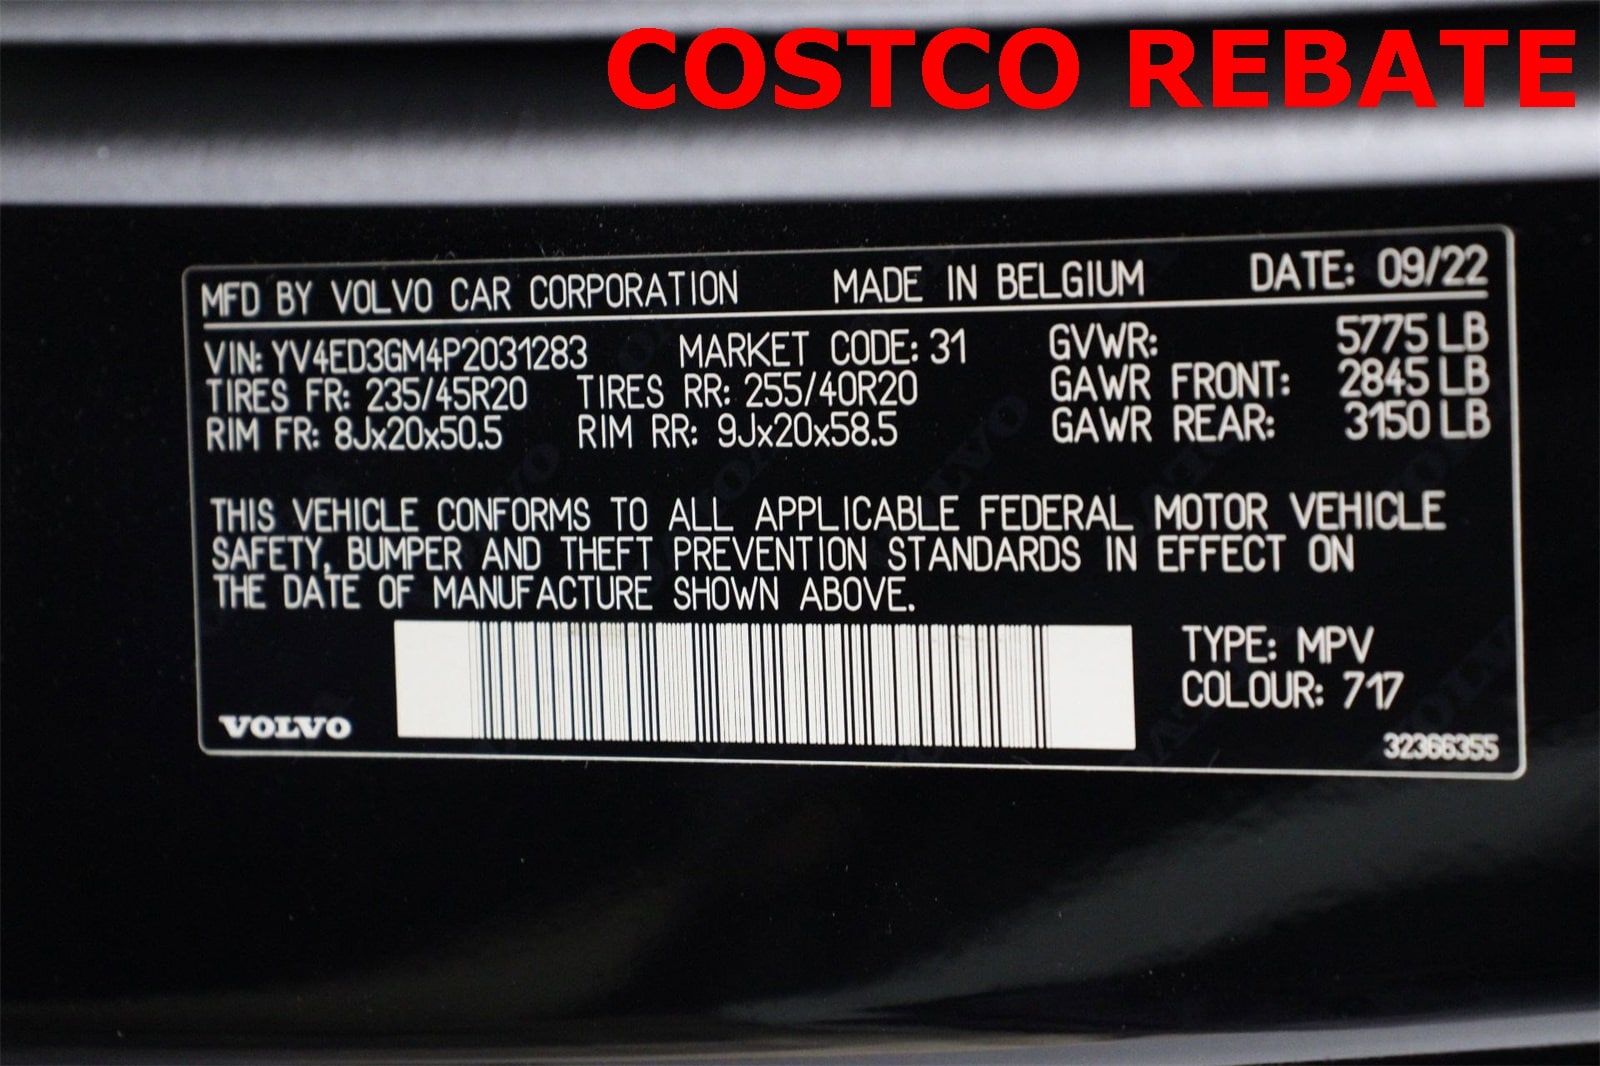 COSTCO REBATE
MFD BY VOLVO CAR CORPORATION MADE IN BELGIUM DATE: 09/22
VIN: YV4ED3GM4P2031283 MARKET CODE: 31 GVWR: 5775 LB
TIRES FR: 235/45R20 TIRES RR: 255/40R20 GAWR FRONT: 2845 LB
RIM FR: 8Jx20x50.5 RIM RR: 9Jx20x58.5 GAWR REAR: 3150 LB
THIS VEHICLE CONFORMS TO ALL APPLICABLE FEDERAL MOTOR VEHICLE
SAFETY, BUMPER AND THEFT PREVENTION STANDARDS IN EFFECT ON
THE DATE OF MANUFACTURE SHOWN ABOVE.
TYPE: MPV
COLOUR: 717
VOLVO
32366355